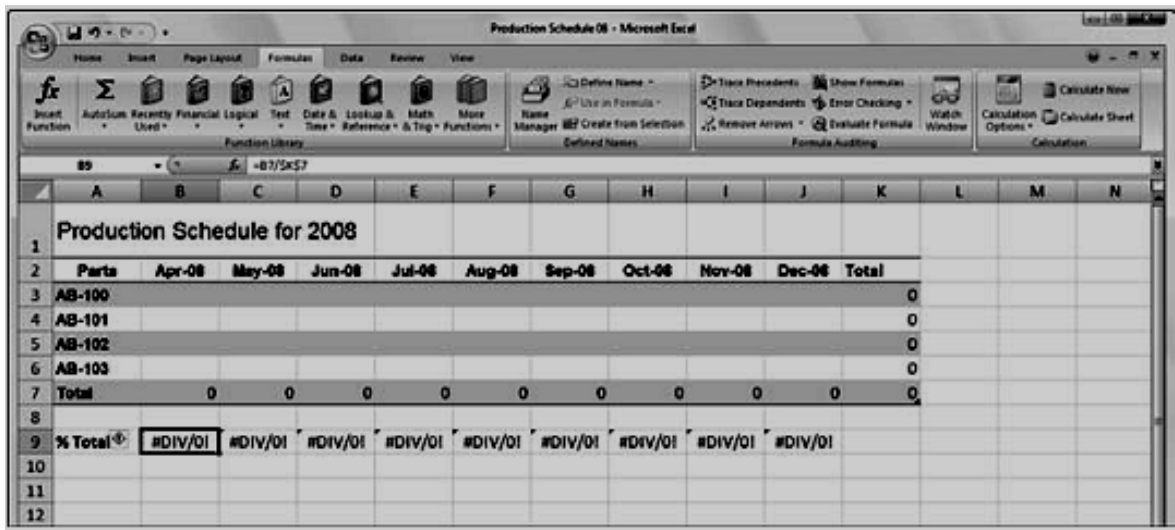 Production Schedule 08 - Microsoft Excel
Home Insert Page Layout Formulas Data Review View
Insert Function
AutoSum
Recently Used
Financial
Logical
Text
Date & Time
Lookup & Reference
Math & Trig
More Functions
Function Library
Name Manager
Define Name
Use in Formula
Create from Selection
Defined Names
Trace Precedents
Trace Dependents
Remove Arrows
Show Formulas
Error Checking
Evaluate Formula
Watch Window
Formula Auditing
Calculation Options
Calculate Now
Calculate Sheet
Calculation
B9 fx =B7/$K$7
A B C D E F G H I J K L M N
1 Production Schedule for 2008
2 Parts Apr-08 May-08 Jun-08 Jul-08 Aug-08 Sep-08 Oct-08 Nov-08 Dec-08 Total
3 AB-100 0
4 AB-101 0
5 AB-102 0
6 AB-103 0
7 Total 0 0 0 0 0 0 0 0 0 0
8
9 % Total #DIV/0! #DIV/0! #DIV/0! #DIV/0! #DIV/0! #DIV/0! #DIV/0! #DIV/0! #DIV/0!
10
11
12